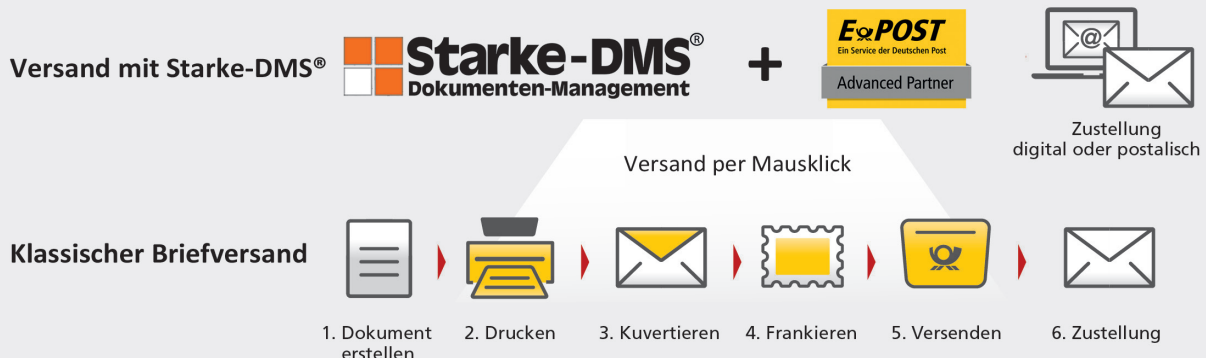 Versand mit Starke-DMS®
Starke-DMS®
Dokumenten-Management
+
E POST
Ein Service der Deutschen Post
Advanced Partner
@
Zustellung
digital oder postalisch
Versand per Mausklick
Klassischer Briefversand
1. Dokument
erstellen
2. Drucken
3. Kuvertieren
4. Frankieren
5. Versenden
6. Zustellung